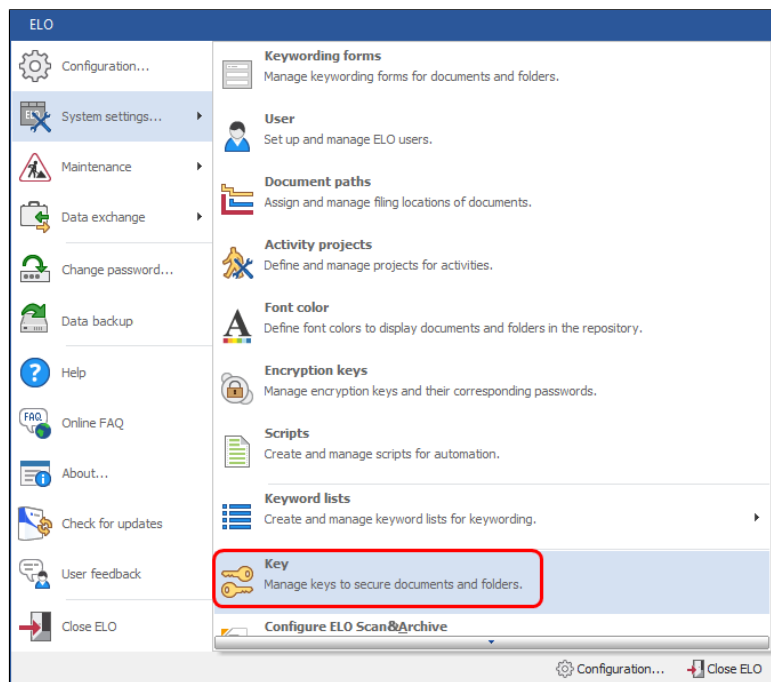 ELO
Configuration...
System settings...
Maintenance
Data exchange
Change password...
Data backup
Help
FAQ
Online FAQ
About...
Check for updates
User feedback
Close ELO
Keywording forms
Manage keywording forms for documents and folders.
User
Set up and manage ELO users.
Document paths
Assign and manage filing locations of documents.
Activity projects
Define and manage projects for activities.
Font color
Define font colors to display documents and folders in the repository.
Encryption keys
Manage encryption keys and their corresponding passwords.
Scripts
Create and manage scripts for automation.
Keyword lists
Create and manage keyword lists for keywording.
Key
Manage keys to secure documents and folders.
Configure ELO Scan&Archive
Configuration... Close ELO